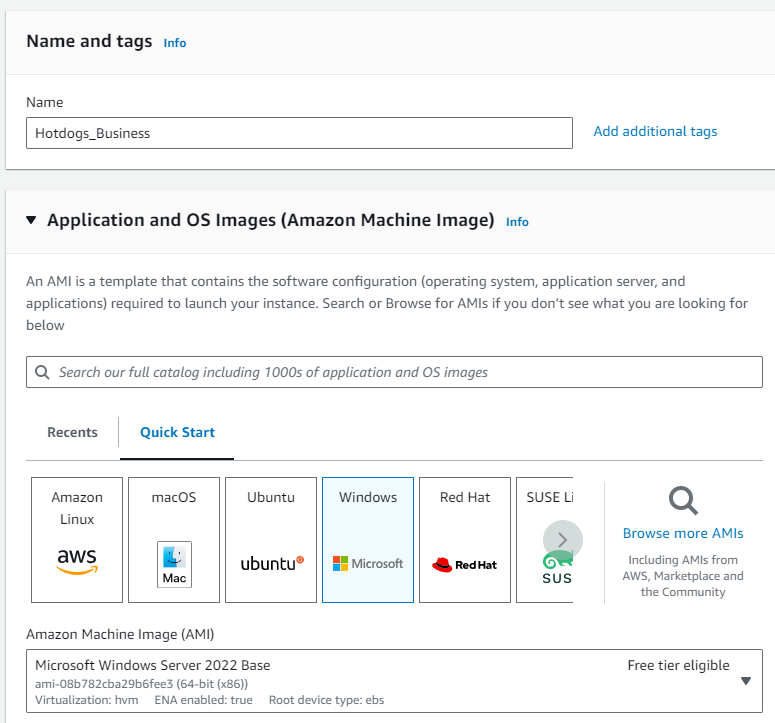 Name and tags Info
Name
Hotdogs_Business
Add additional tags
Application and OS Images (Amazon Machine Image) Info
An AMI is a template that contains the software configuration (operating system, application server, and
applications) required to launch your instance. Search or Browse for AMIs if you don’t see what you are looking for
below
Search our full catalog including 1000s of application and OS images
Recents
Quick Start
Amazon
Linux
aws
macOS
Mac
Ubuntu
ubuntu
Windows
Microsoft
Red Hat
Red Hat
SUSE Li
SUS
Browse more AMIs
Including AMIs from
AWS, Marketplace and
the Community
Amazon Machine Image (AMI)
Microsoft Windows Server 2022 Base
Free tier eligible
ami-08b782cba29b6fee3 (64-bit (x86))
Virtualization: hvm ENA enabled: true Root device type: ebs